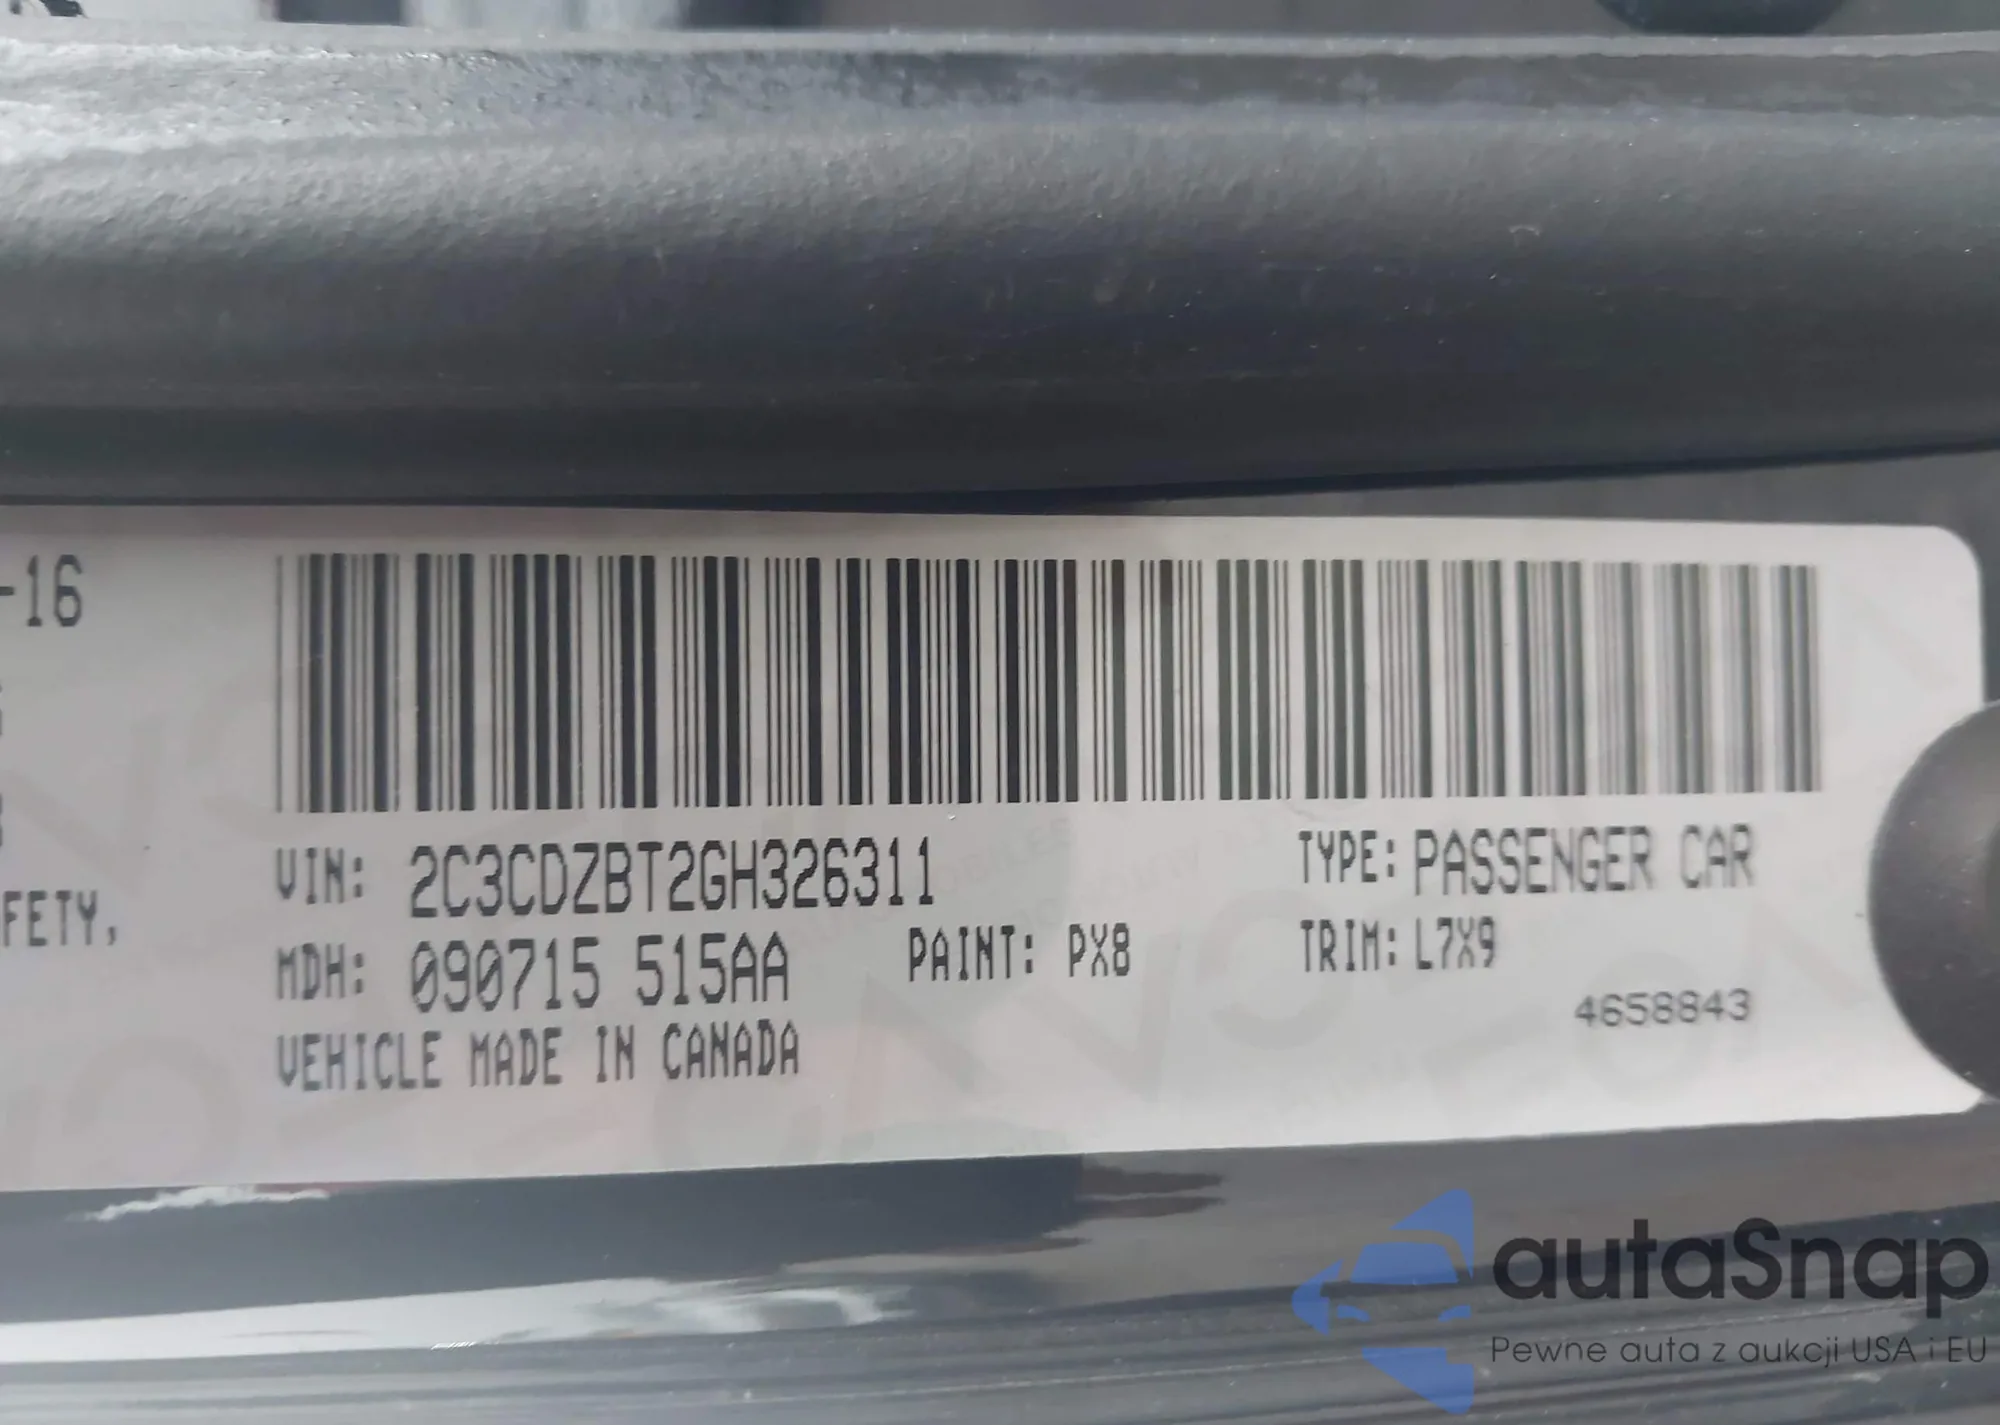 -16
FETY,
VIN: 2C3CDZBT2GH326311
TYPE: PASSENGER CAR
MDH: 090715 515AA
PAINT: PX8
TRIM: L7X9
VEHICLE MADE IN CANADA
4658843
autaSnap
Pewne auta z aukcji USA i EU